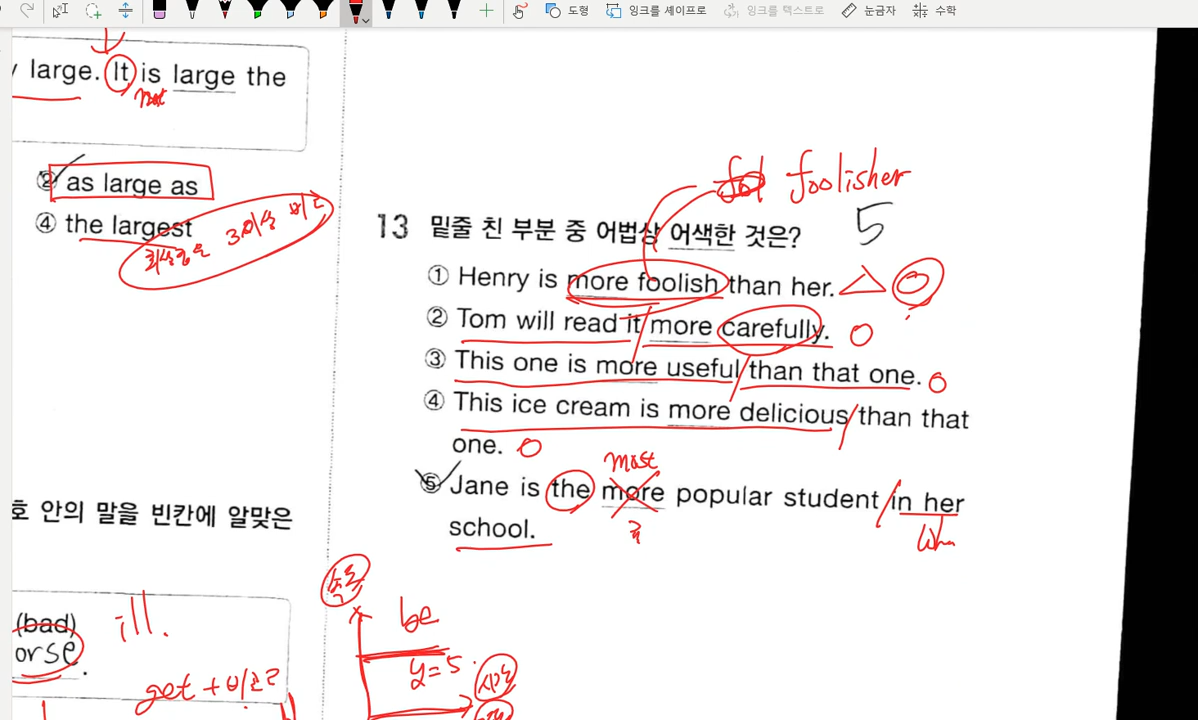 도형
잉크를 셰이프로
잉크를 텍스트로
눈금자
수학
large. It is large the
not
② as large as
④ the largest
foolisher
13 밑줄 친 부분 중 어법상 어색한 것은?
5
① Henry is more foolish than her.
② Tom will read it more carefully.
③ This one is more useful than that one.
④ This ice cream is more delicious than that
one.
most
⑤ Jane is the more popular student in her
school.
호 안의 말을 빈칸에 알맞은
(bad)
orse
ill.
get +
be
y=5